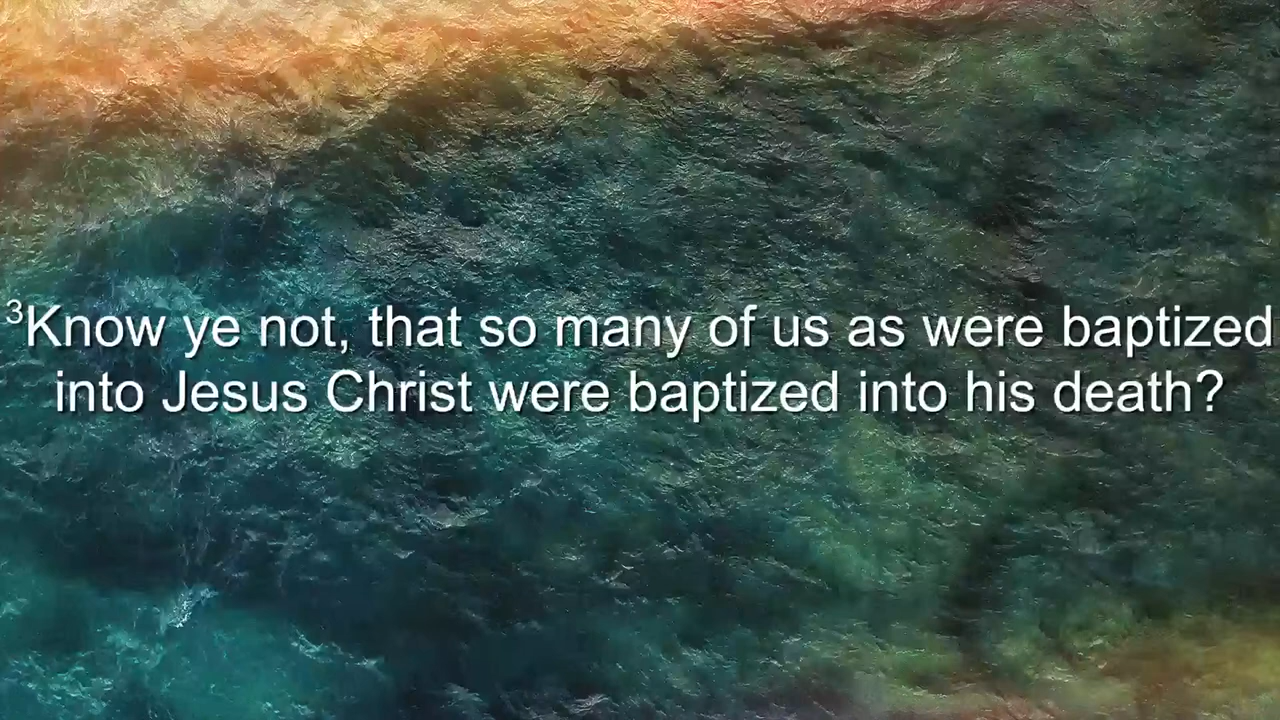 ³Know ye not, that so many of us as were baptized
into Jesus Christ were baptized into his death?